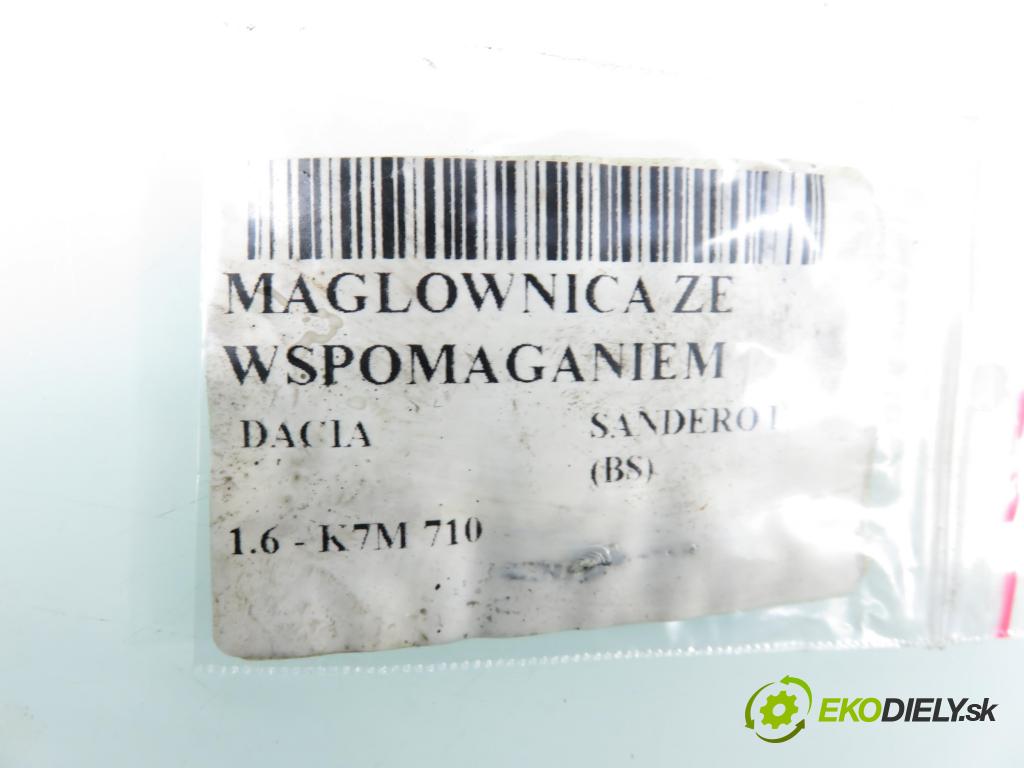 MAGLOWNICA ZE
WSPOMAGANIEM
DACIA SANDERO I
(BS)
1.6 - K7M 710
EKODIELY.sk